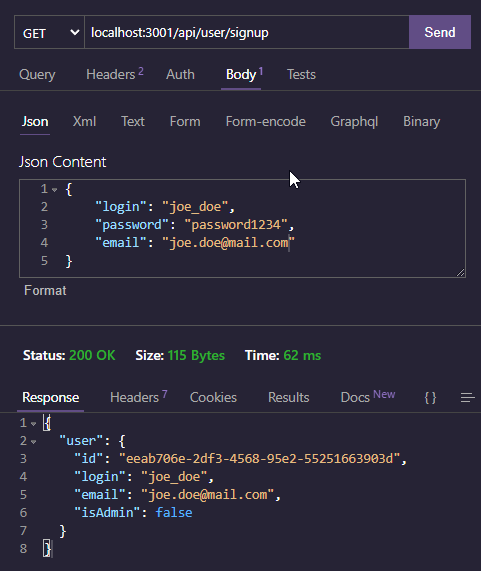 GET localhost:3001/api/user/signup Send
Query Headers 2 Auth Body 1 Tests
Json Xml Text Form Form-encode Graphql Binary
Json Content
1 {
2 "login": "joe_doe",
3 "password": "password1234",
4 "email": "joe.doe@mail.com"
5 }
Format
Status: 200 OK Size: 115 Bytes Time: 62 ms
Response Headers 7 Cookies Results Docs New { }
1 {
2 "user": {
3 "id": "eeab706e-2df3-4568-95e2-55251663903d",
4 "login": "joe_doe",
5 "email": "joe.doe@mail.com",
6 "isAdmin": false
7 }
8 }